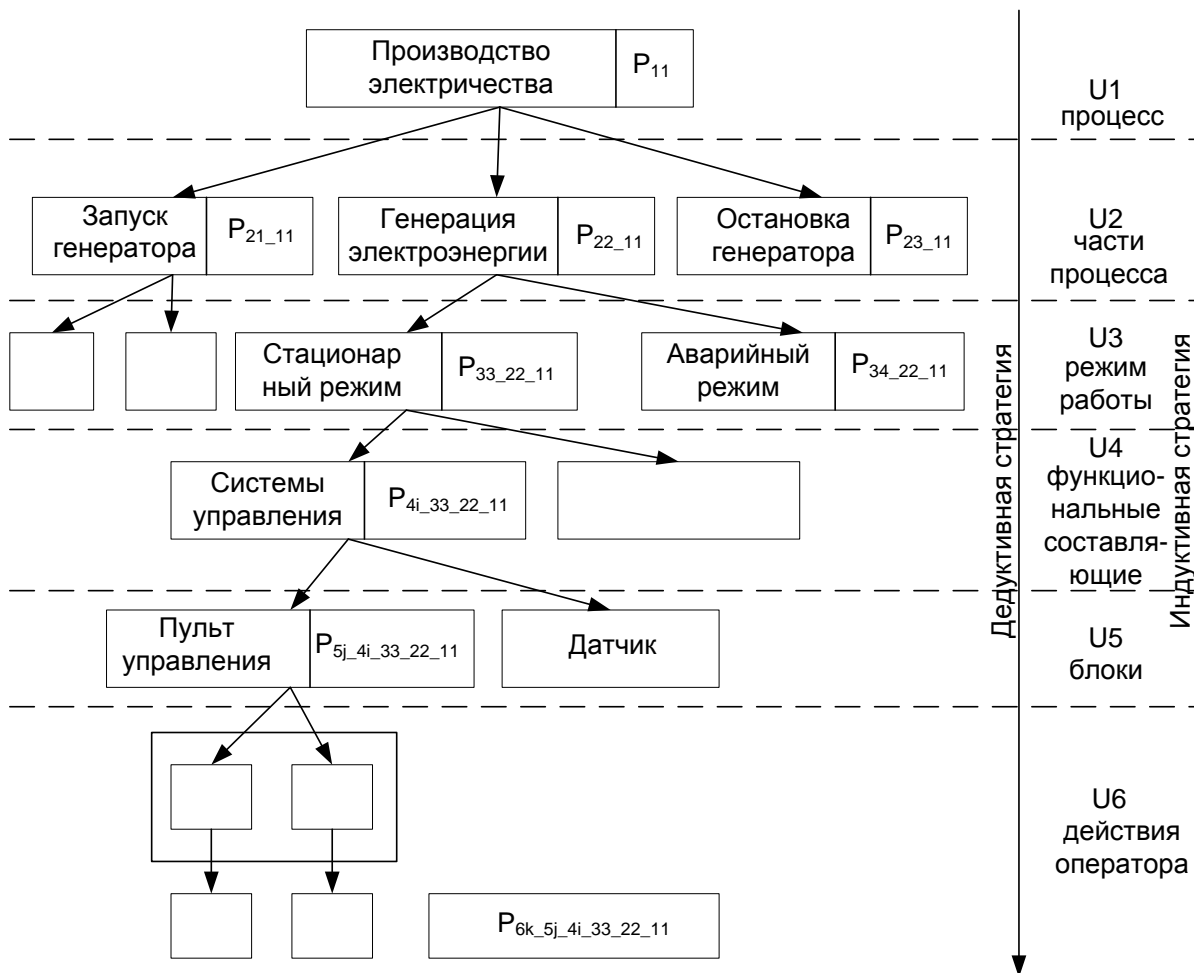 Производство
электричества
P₁₁
U1
процесс
Запуск
генератора
P₂₁_₁₁
Генерация
электроэнергии
P₂₂_₁₁
Остановка
генератора
P₂₃_₁₁
U2
части
процесса
Стационар
ный режим
P₃₃_₂₂_₁₁
Аварийный
режим
P₃₄_₂₂_₁₁
U3
режим
работы
Системы
управления
P₄ᵢ_₃₃_₂₂_₁₁
U4
функцио-
нальные
составля-
ющие
Дедуктивная стратегия
Индуктивная стратегия
Пульт
управления
P₅ⱼ_₄ᵢ_₃₃_₂₂_₁₁
Датчик
U5
блоки
U6
действия
оператора
P₆ₖ_₅ⱼ_₄ᵢ_₃₃_₂₂_₁₁